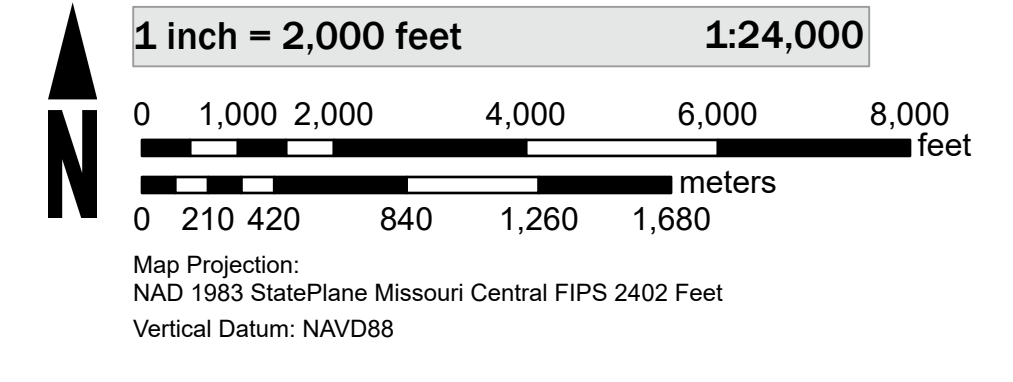 1 inch = 2,000 feet 1:24,000
0 1,000 2,000 4,000 6,000 8,000
feet
N
meters
0 210 420 840 1,260 1,680
Map Projection:
NAD 1983 StatePlane Missouri Central FIPS 2402 Feet
Vertical Datum: NAVD88